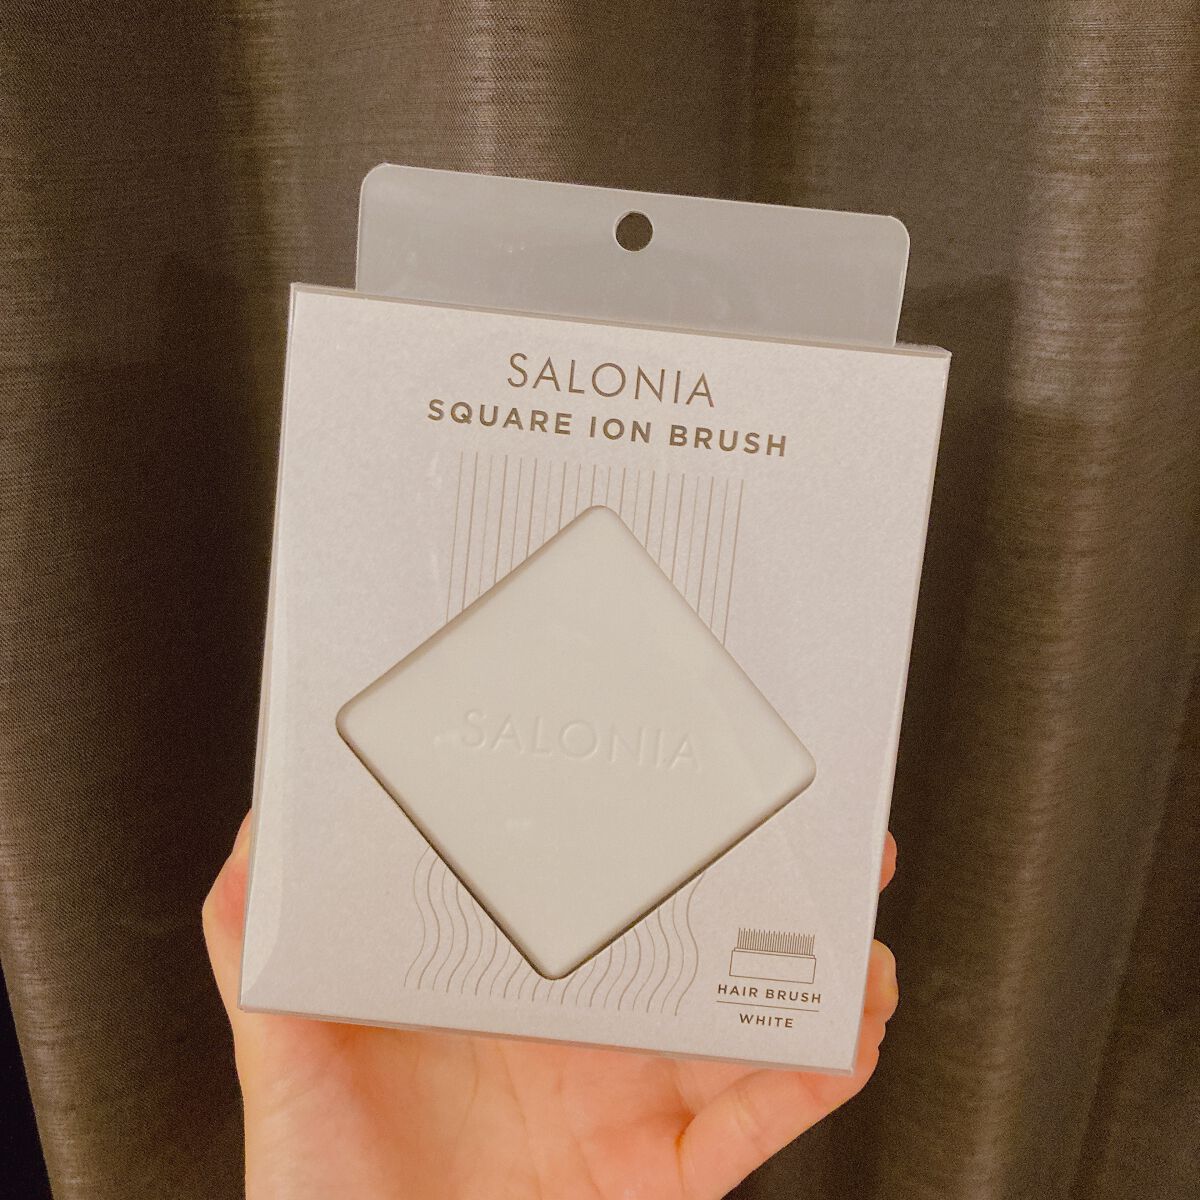 SALONIA
SQUARE ION BRUSH
SALONIA
HAIR BRUSH
WHITE